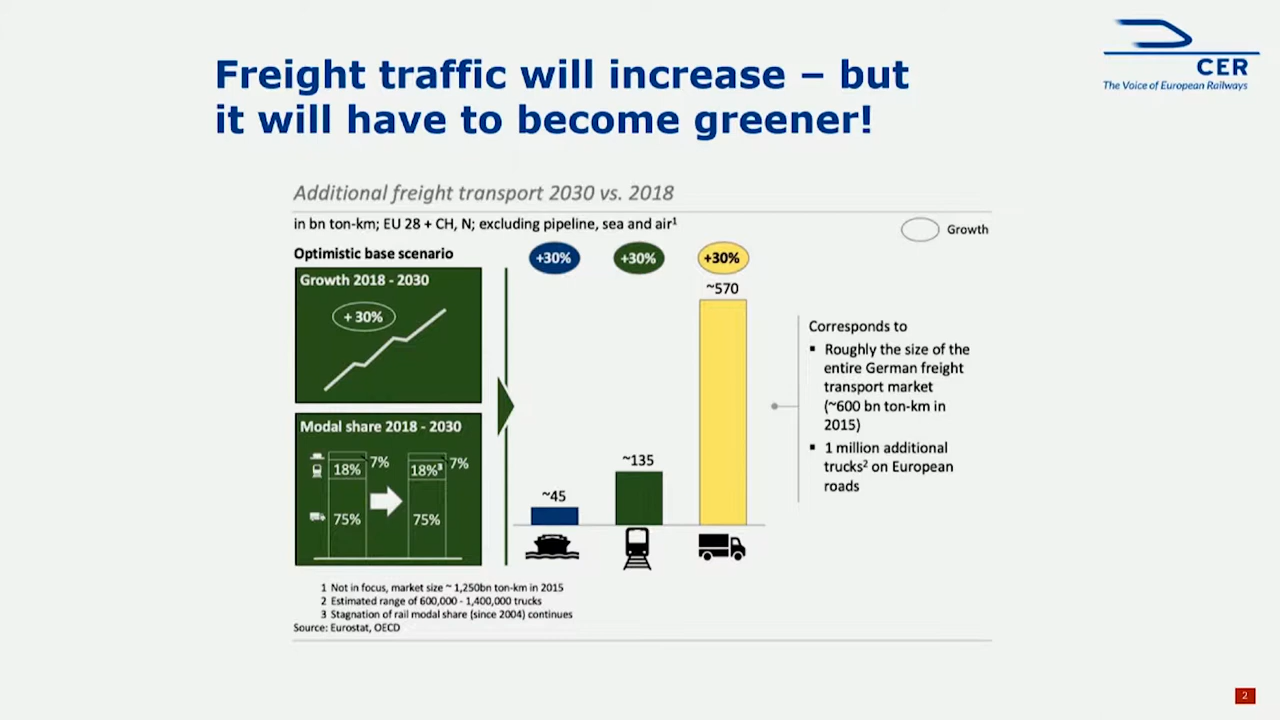 Freight traffic will increase – but
it will have to become greener!
CER
The Voice of European Railways
Additional freight transport 2030 vs. 2018
in bn ton-km; EU 28 + CH, N; excluding pipeline, sea and air¹
Growth
Optimistic base scenario
+30%
+30%
+30%
Growth 2018 - 2030
+ 30%
~570
Corresponds to
▪ Roughly the size of the
entire German freight
transport market
(~600 bn ton-km in
2015)
▪ 1 million additional
trucks² on European
roads
Modal share 2018 - 2030
18%
7%
18%³
7%
75%
75%
~45
~135
1 Not in focus, market size ~ 1,250bn ton-km in 2015
2 Estimated range of 600,000 - 1,400,000 trucks
3 Stagnation of rail modal share (since 2004) continues
Source: Eurostat, OECD
2